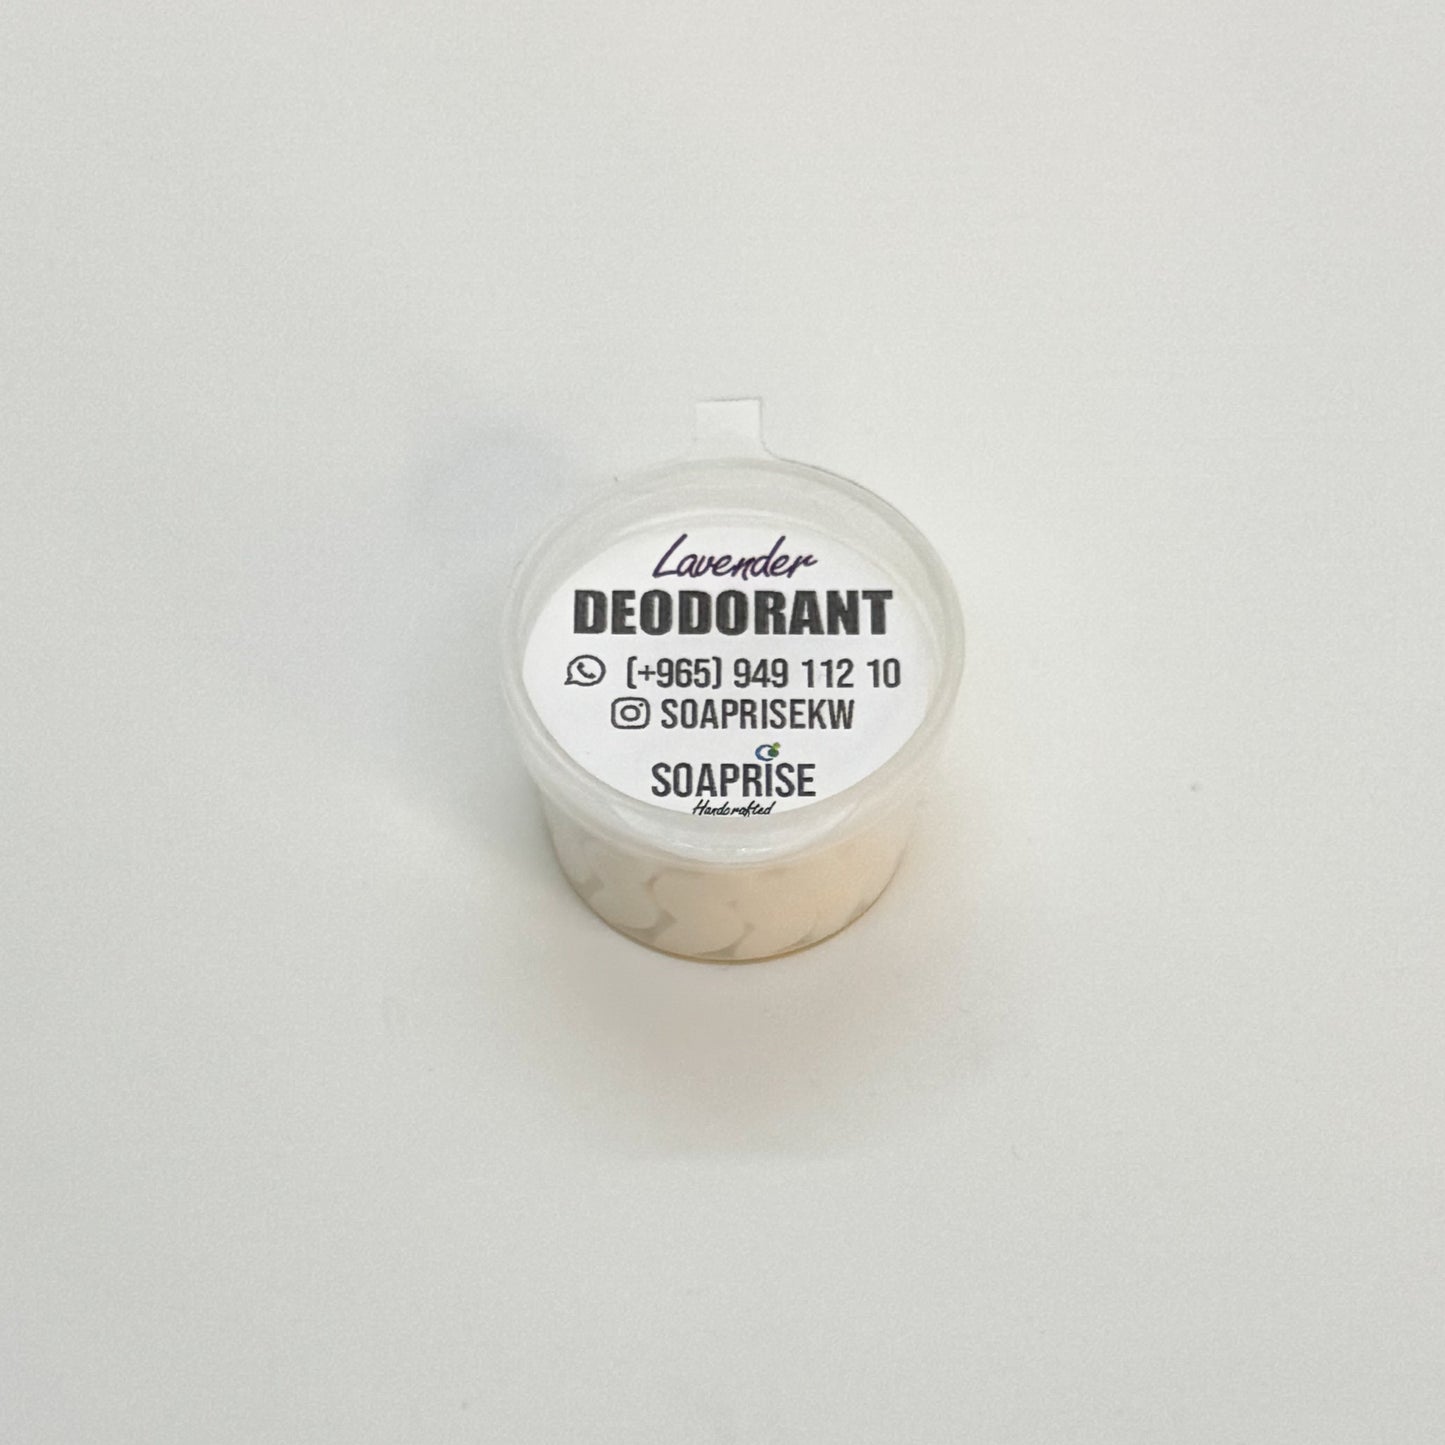 Lavender
DEODORANT
(+965) 949 112 10
SOAPRISEKW
SOAPRISE
Handcrafted